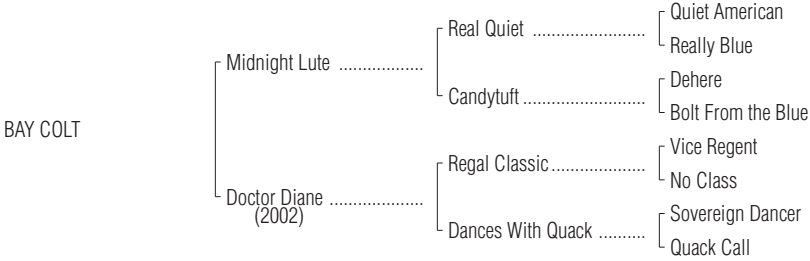 Quiet American
Real Quiet ........................
Really Blue
Midnight Lute ..................
Dehere
Candytuft ..........................
Bolt From the Blue
BAY COLT
Vice Regent
Regal Classic ....................
No Class
Doctor Diane ....................
(2002)
Sovereign Dancer
Dances With Quack ..........
Quack Call